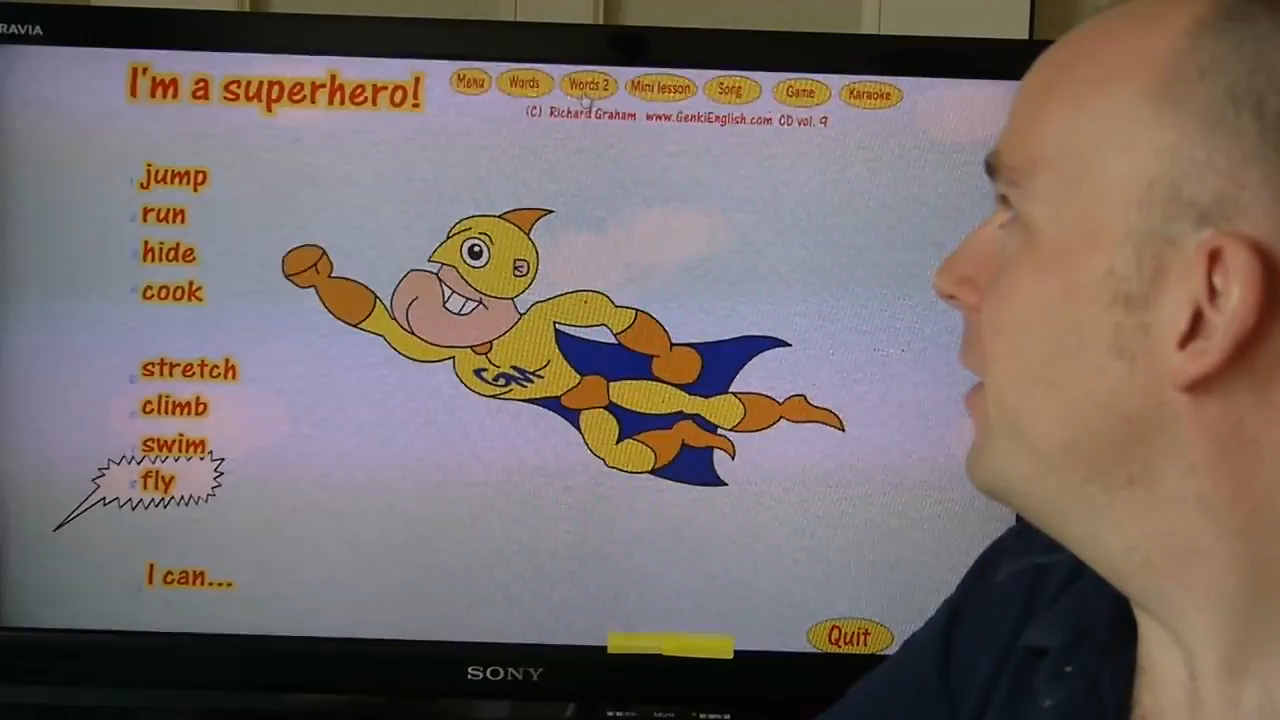 RAVIA
I'm a superhero!
Menu Words Words 2 Mini lesson Song Game Karaoke
(C) Richard Graham www.GenkiEnglish.com CD vol. 9
jump
run
hide
cook
stretch
climb
swim
fly
I can...
GM
Quit
SONY